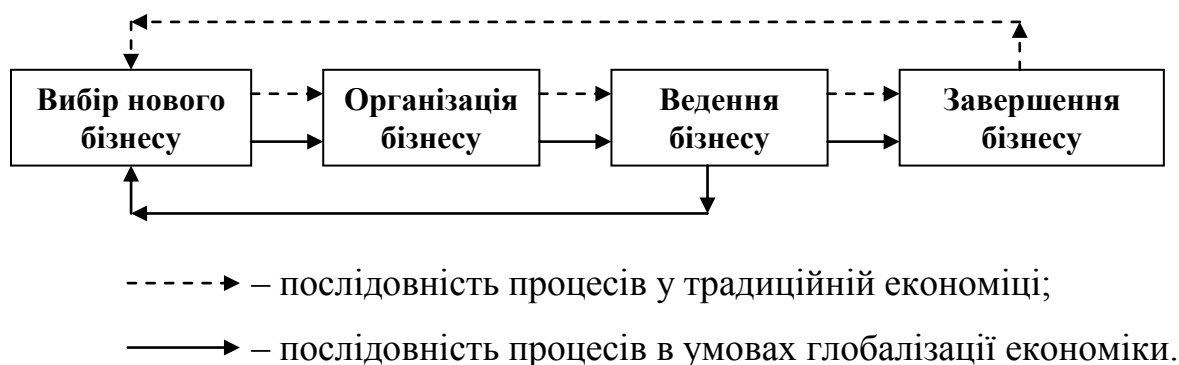 Вибір нового
бізнесу
Організація
бізнесу
Ведення
бізнесу
Завершення
бізнесу
– послідовність процесів у традиційній економіці;
– послідовність процесів в умовах глобалізації економіки.